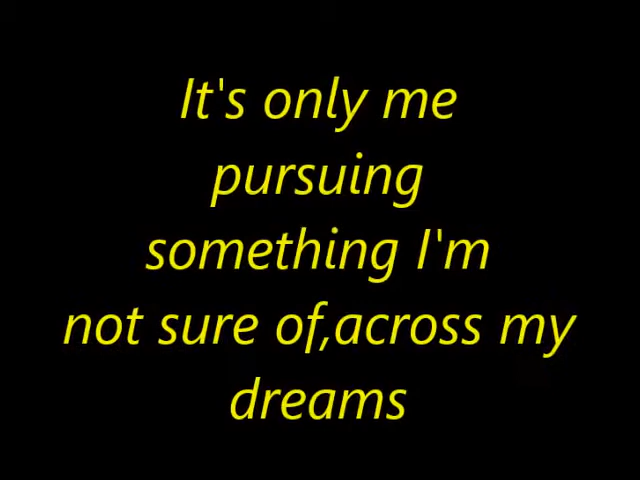 It's only me
pursuing
something I'm
not sure of,across my
dreams